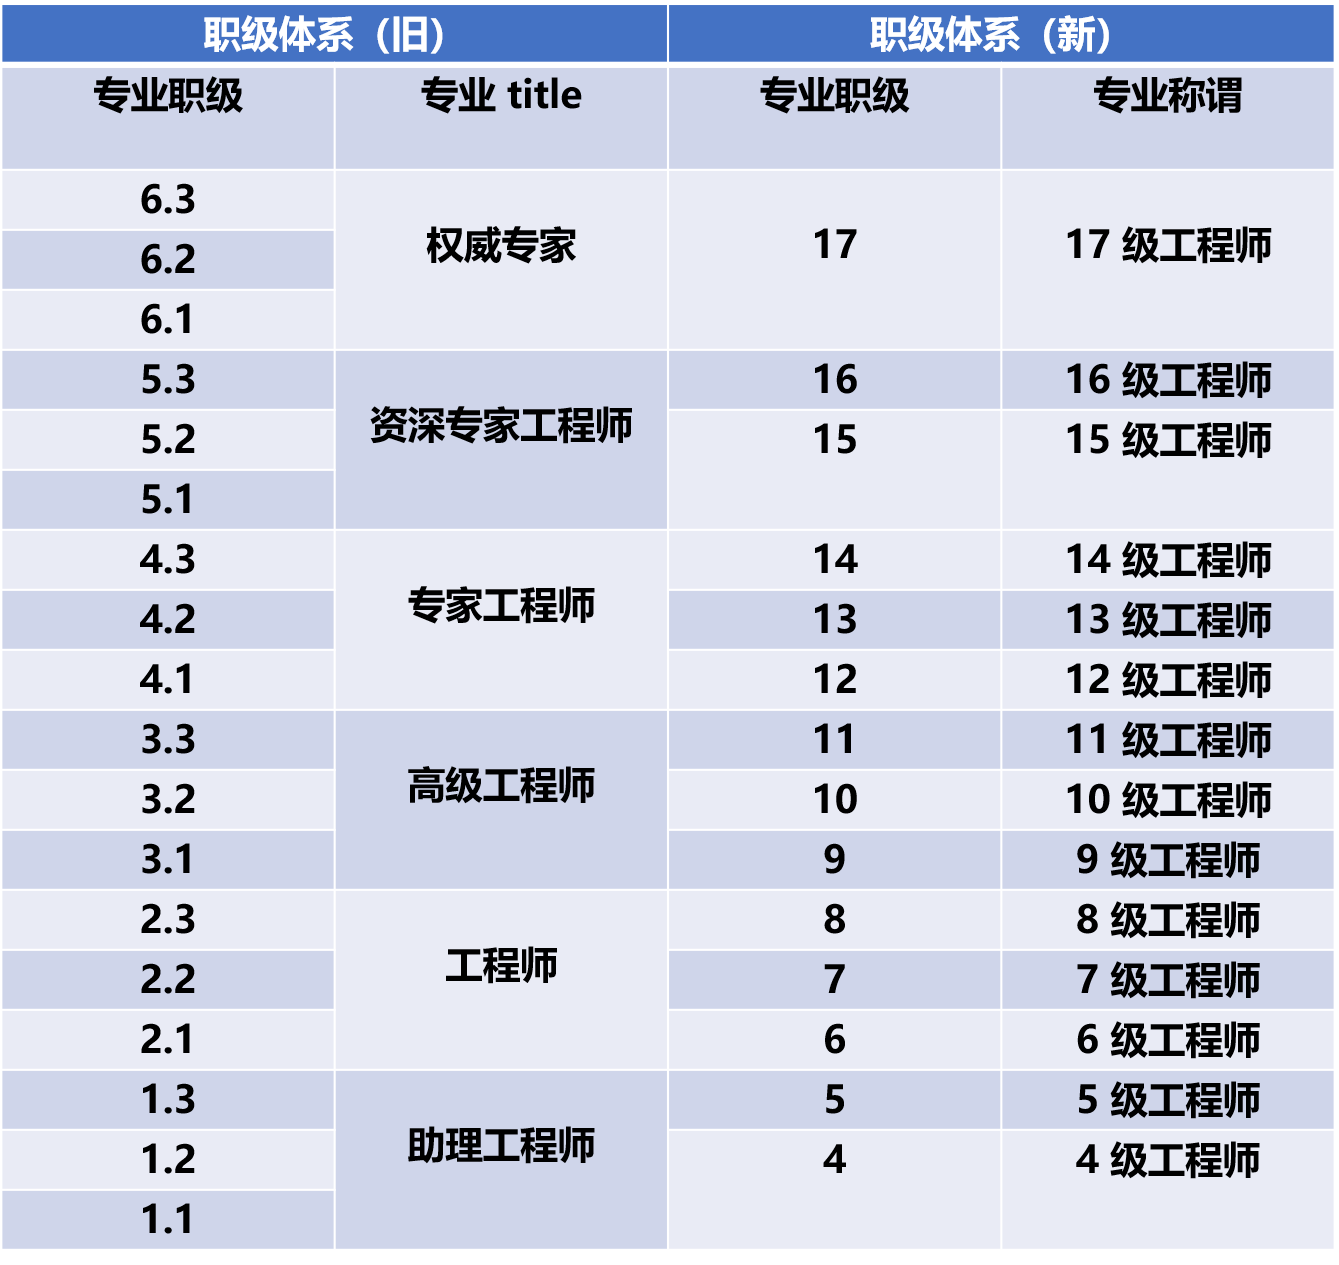 职级体系（旧） 职级体系（新）
专业职级 专业 title 专业职级 专业称谓
6.3
6.2 权威专家 17 17 级工程师
6.1
5.3 16 16 级工程师
5.2 资深专家工程师 15 15 级工程师
5.1
4.3 14 14 级工程师
4.2 专家工程师 13 13 级工程师
4.1 12 12 级工程师
3.3 11 11 级工程师
3.2 高级工程师 10 10 级工程师
3.1 9 9 级工程师
2.3 8 8 级工程师
2.2 工程师 7 7 级工程师
2.1 6 6 级工程师
1.3 5 5 级工程师
1.2 助理工程师 4 4 级工程师
1.1